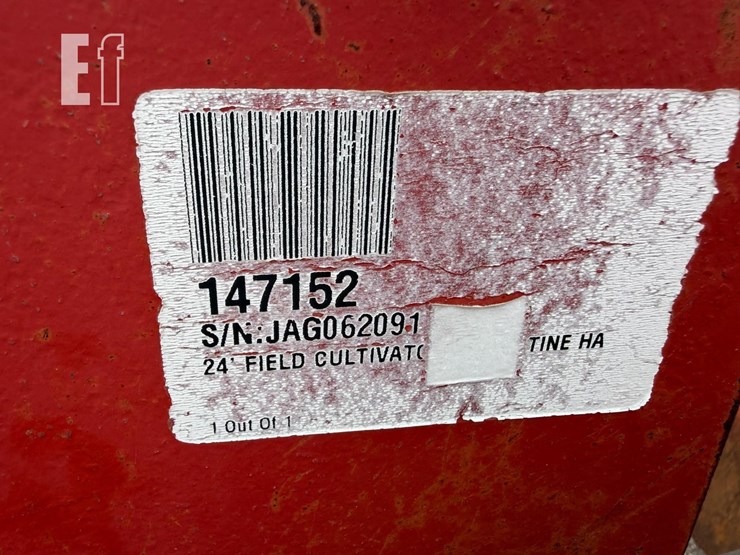 Ef
147152
S/N:JAG062091
24' FIELD CULTIVATO TINE HA
1 Out Of 1